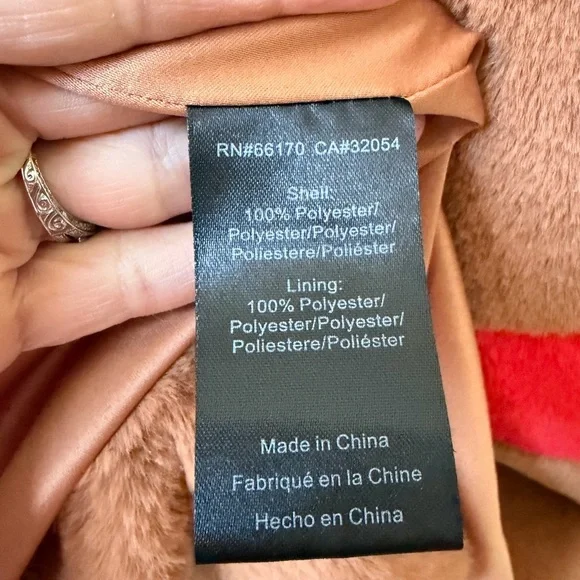 RN#66170 CA#32054
Shell:
100% Polyester/
Polyester/Polyester/
Poliestere/Poliéster
Lining:
100% Polyester/
Polyester/Polyester/
Poliestere/Poliéster
Made in China
Fabriqué en la Chine
Hecho en China